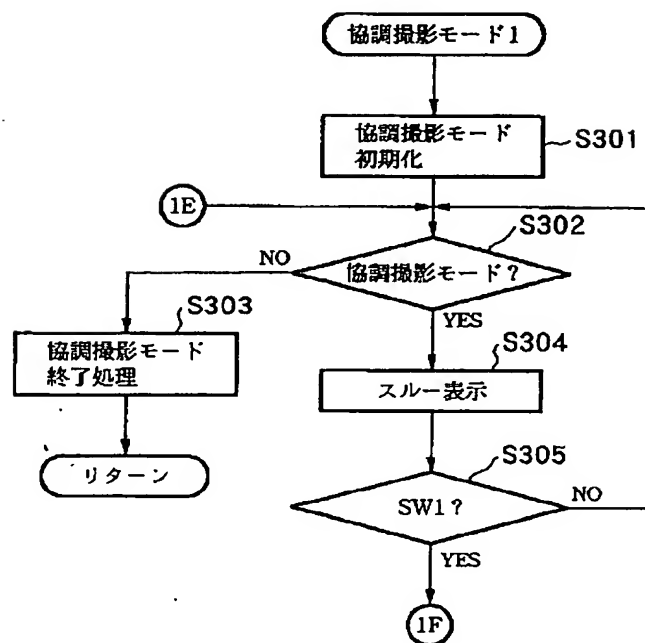 協調撮影モード1
協調撮影モード
初期化
S301
1E
S302
NO
協調撮影モード?
YES
S303
協調撮影モード
終了処理
S304
スルー表示
リターン
S305
SW1?
NO
YES
1F